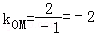 k_OM = 2/-1 = -2